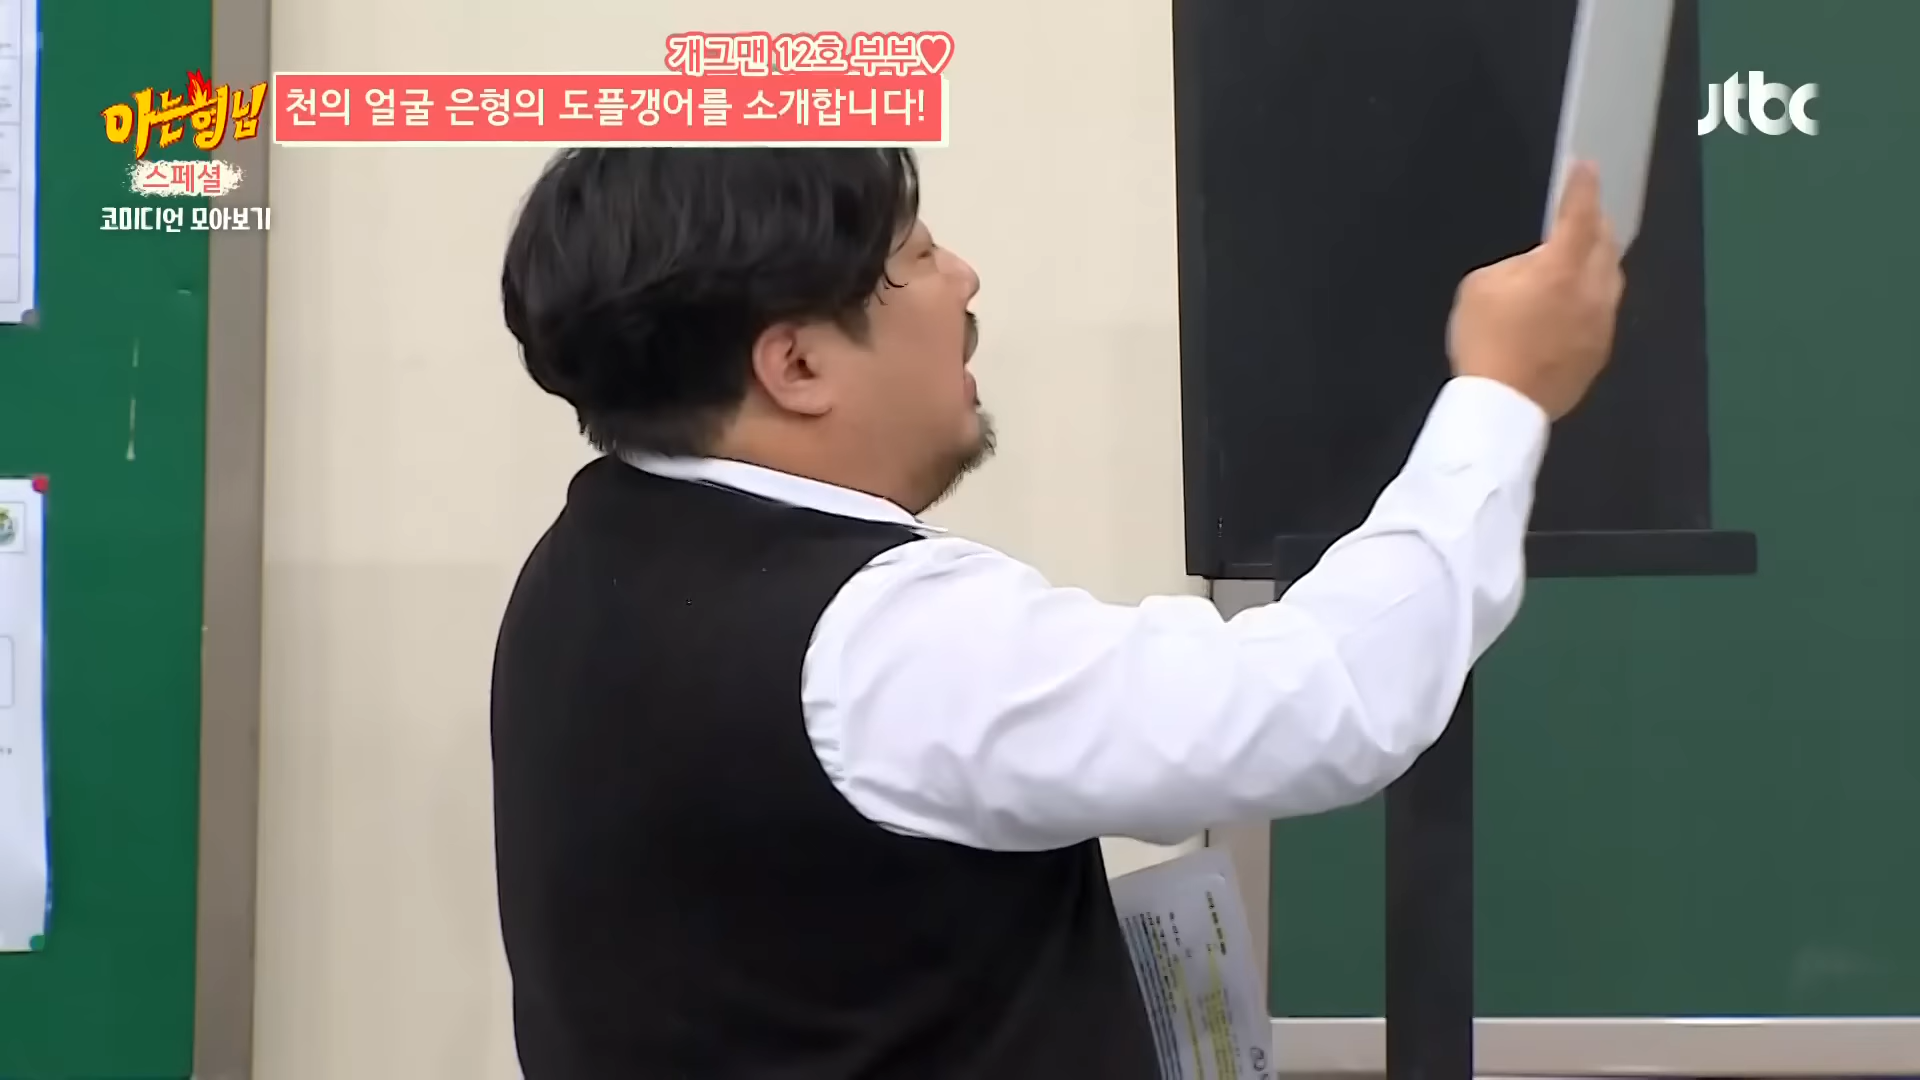 개그맨 12호 부부♡
천의 얼굴 은형의 도플갱어를 소개합니다!
아는형님
스페셜
코미디언 모아보기
jtbc